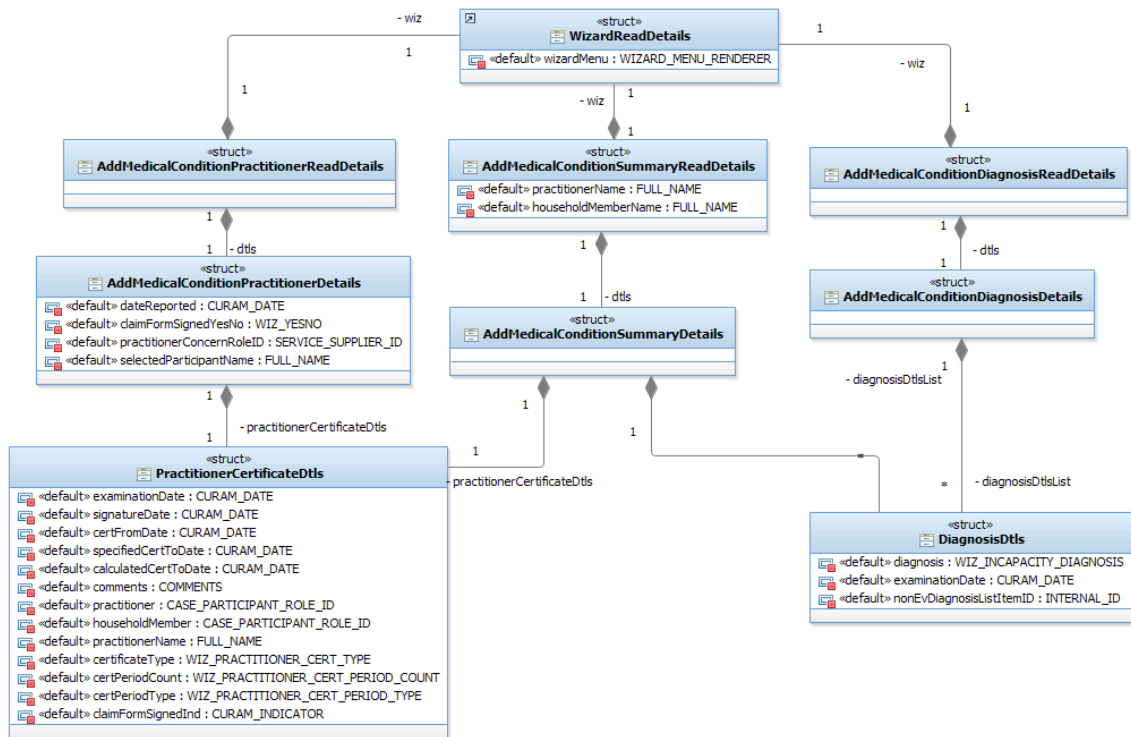 - wiz
1
1
«struct»
WizardReadDetails
«default» wizardMenu : WIZARD_MENU_RENDERER
1
- wiz
1
1
- wiz
1
«struct»
AddMedicalConditionPractitionerReadDetails
«struct»
AddMedicalConditionSummaryReadDetails
«default» practitionerName : FULL_NAME
«default» householdMemberName : FULL_NAME
«struct»
AddMedicalConditionDiagnosisReadDetails
1
1
- dtls
1
1
- dtls
1
1
- dtls
«struct»
AddMedicalConditionPractitionerDetails
«default» dateReported : CURAM_DATE
«default» claimFormSignedYesNo : WIZ_YESNO
«default» practitionerConcernRoleID : SERVICE_SUPPLIER_ID
«default» selectedParticipantName : FULL_NAME
«struct»
AddMedicalConditionSummaryDetails
«struct»
AddMedicalConditionDiagnosisDetails
1
1
- practitionerCertificateDtls
1
1
- practitionerCertificateDtls
1
*
1
- diagnosisDtlsList
*
- diagnosisDtlsList
«struct»
PractitionerCertificateDtls
«default» examinationDate : CURAM_DATE
«default» signatureDate : CURAM_DATE
«default» certFromDate : CURAM_DATE
«default» specifiedCertToDate : CURAM_DATE
«default» calculatedCertToDate : CURAM_DATE
«default» comments : COMMENTS
«default» practitioner : CASE_PARTICIPANT_ROLE_ID
«default» householdMember : CASE_PARTICIPANT_ROLE_ID
«default» practitionerName : FULL_NAME
«default» certificateType : WIZ_PRACTITIONER_CERT_TYPE
«default» certPeriodCount : WIZ_PRACTITIONER_CERT_PERIOD_COUNT
«default» certPeriodType : WIZ_PRACTITIONER_CERT_PERIOD_TYPE
«default» claimFormSignedInd : CURAM_INDICATOR
«struct»
DiagnosisDtls
«default» diagnosis : WIZ_INCAPACITY_DIAGNOSIS
«default» examinationDate : CURAM_DATE
«default» nonEvDiagnosisListItemID : INTERNAL_ID